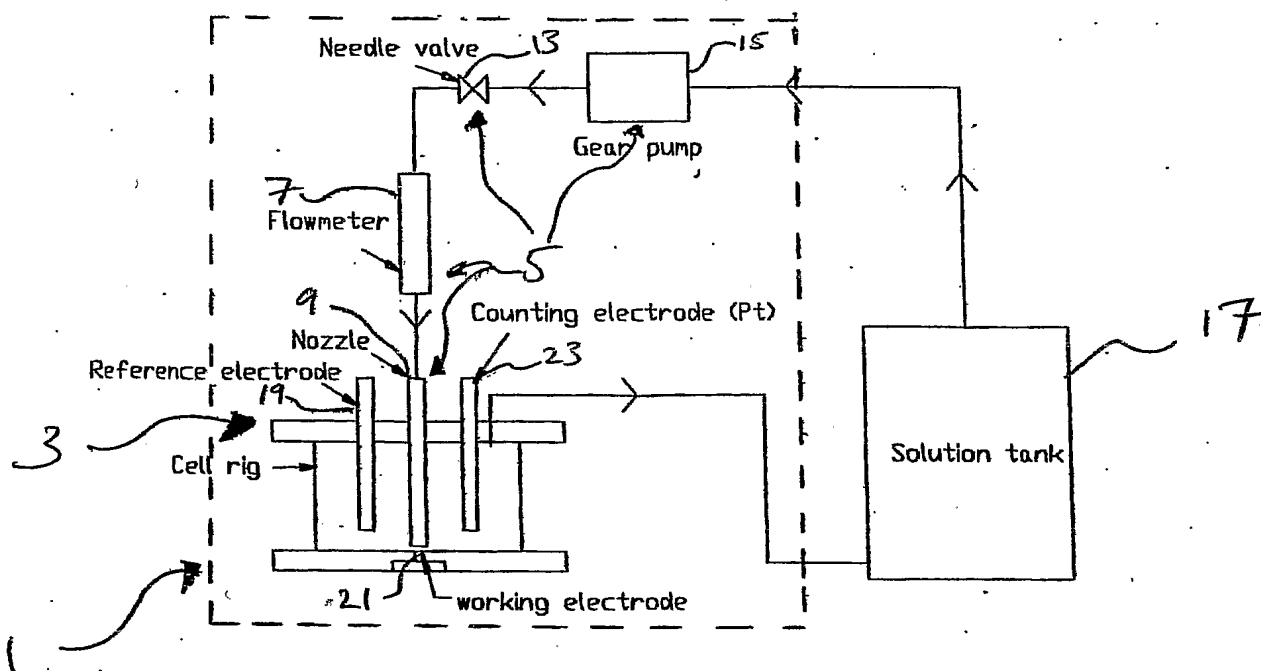 Needle valve
13
15
Gear pump
7
Flowmeter
5
9
Nozzle
Counting electrode (Pt)
23
17
Reference electrode
19
3
Cell rig
Solution tank
21
working electrode
1